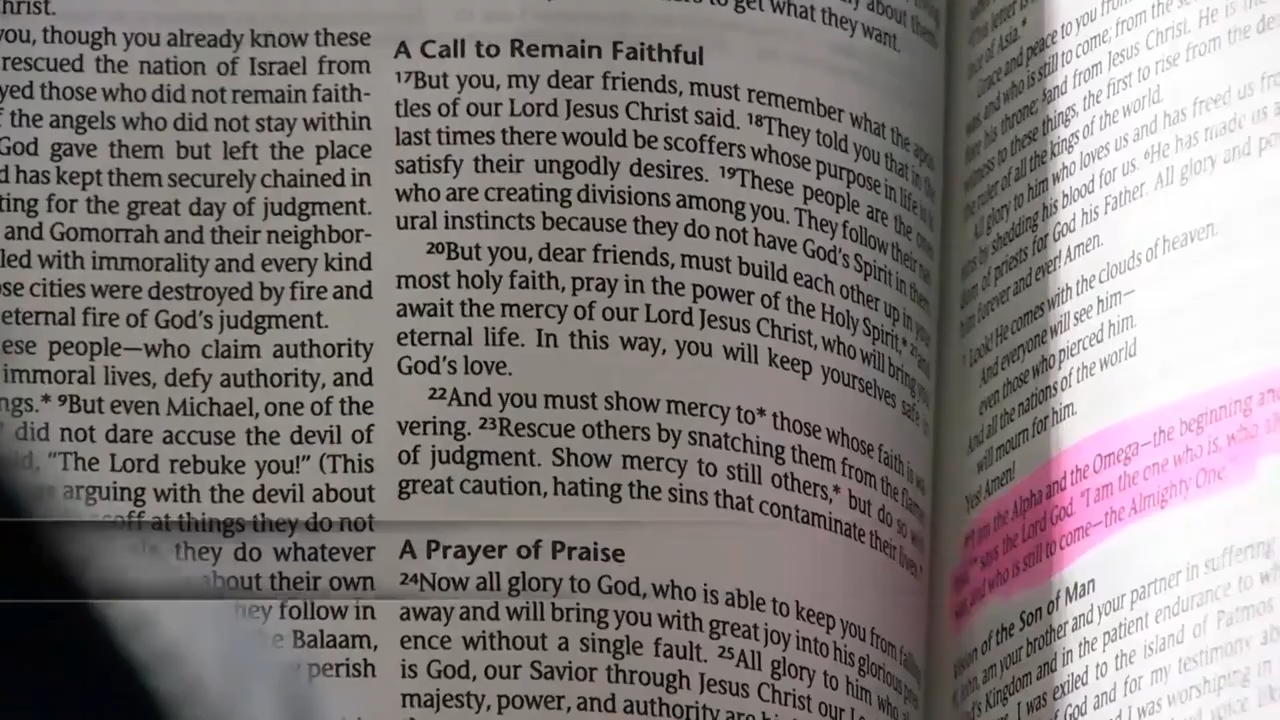 hrist.
you, though you already know these
rescued the nation of Israel from
yed those who did not remain faith-
the angels who did not stay within
God gave them but left the place
d has kept them securely chained in
ting for the great day of judgment.
and Gomorrah and their neighbor-
led with immorality and every kind
se cities were destroyed by fire and
eternal fire of God's judgment.
ese people—who claim authority
immoral lives, defy authority, and
ngs.* ⁹But even Michael, one of the
did not dare accuse the devil of
"The Lord rebuke you!" (This
arguing with the devil about
off at things they do not
they do whatever
about their own
hey follow in
Balaam,
perish
to get what they want.
about them
A Call to Remain Faithful
¹⁷But you, my dear friends, must remember what the apos
tles of our Lord Jesus Christ said. ¹⁸They told you that in the
last times there would be scoffers whose purpose in life is
satisfy their ungodly desires. ¹⁹These people are the ones
who are creating divisions among you. They follow their nat
ural instincts because they do not have God's Spirit in them
²⁰But you, dear friends, must build each other up in your
most holy faith, pray in the power of the Holy Spirit,* ²¹and
await the mercy of our Lord Jesus Christ, who will bring you
eternal life. In this way, you will keep yourselves safe in
God's love.
²²And you must show mercy to* those whose faith is wa
vering. ²³Rescue others by snatching them from the flame
of judgment. Show mercy to still others,* but do so with
great caution, hating the sins that contaminate their lives.*
A Prayer of Praise
²⁴Now all glory to God, who is able to keep you from falling
away and will bring you with great joy into his glorious pres
ence without a single fault. ²⁵All glory to him who
is God, our Savior through Jesus Christ our
majesty, power, and authority are
This letter is
ce of Asia.*
Grace and peace to you from
was, and who is still to come; from the
fore his throne; ⁵and from Jesus Christ. He is the
witness to these things, the first to rise from the de
the ruler of all the kings of the world.
All glory to him who loves us and has freed us fro
sins by shedding his blood for us. ⁶He has made us a
dom of priests for God his Father. All glory and po
him forever and ever! Amen.
⁷Look! He comes with the clouds of heaven.
And everyone will see him—
even those who pierced him.
And all the nations of the world
will mourn for him.
Yes! Amen!
⁸"I am the Alpha and the Omega—the beginning and
says the Lord God. "I am the one who is, who al
was, and who is still to come—the Almighty One
Vision of the Son of Man
John, am your brother and your partner in suffering
d's Kingdom and in the patient endurance to wh
I was exiled to the island of Patmos
God and for my testimony ab
I was worshiping in
voice like